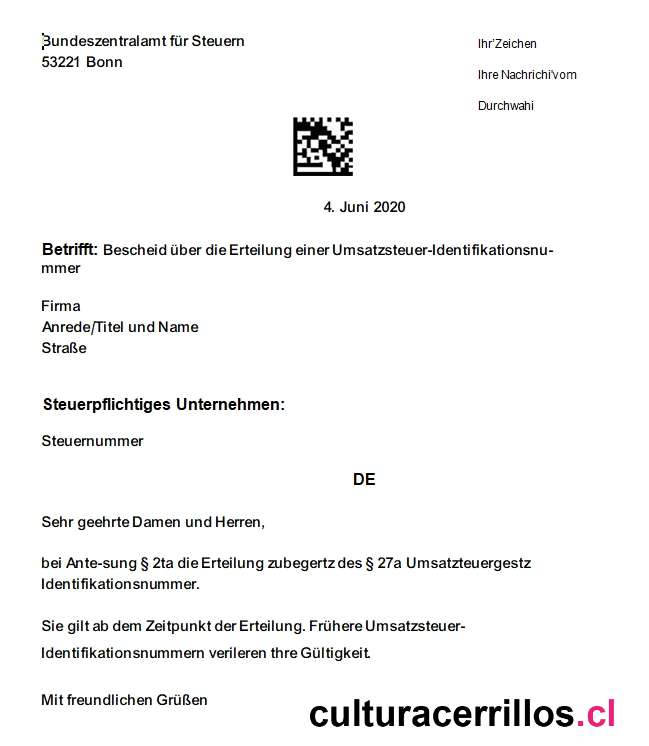 Bundeszentralamt für Steuern
53221 Bonn
Ihr'Zeichen
Ihre Nachrichi'vom
Durchwahi
4. Juni 2020
Betrifft: Bescheid über die Erteilung einer Umsatzsteuer-Identifikationsnu-
mmer
Firma
Anrede/Titel und Name
Straße
Steuerpflichtiges Unternehmen:
Steuernummer
DE
Sehr geehrte Damen und Herren,
bei Ante-sung § 2ta die Erteilung zubegertz des § 27a Umsatzteuergestz
Identifikationsnummer.
Sie gilt ab dem Zeitpunkt der Erteilung. Frühere Umsatzsteuer-
Identifikationsnummern verileren thre Gültigkeit.
Mit freundlichen Grüßen
culturacerrillos.cl